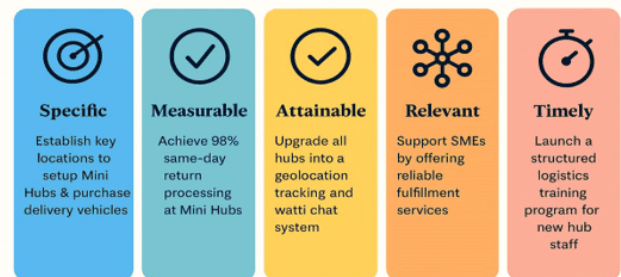 Specific
Establish key
locations to
setup Mini
Hubs & purchase
delivery vehicles
Measurable
Achieve 98%
same-day
return
processing
at Mini Hubs
Attainable
Upgrade all
hubs into a
geolocation
tracking and
watti chat
system
Relevant
Support SMEs
by offering
reliable
fulfillment
services
Timely
Launch a
structured
logistics
training
program for
new hub
staff